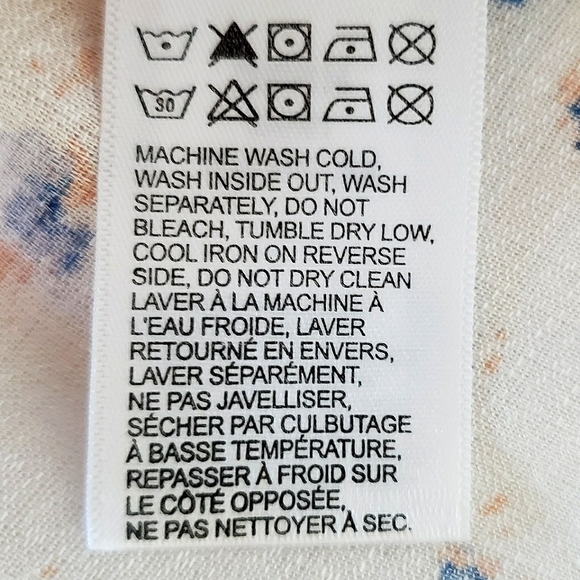 30
MACHINE WASH COLD,
WASH INSIDE OUT, WASH
SEPARATELY, DO NOT
BLEACH, TUMBLE DRY LOW,
COOL IRON ON REVERSE
SIDE, DO NOT DRY CLEAN
LAVER À LA MACHINE À
L'EAU FROIDE, LAVER
RETOURNÉ EN ENVERS,
LAVER SÉPARÉMENT,
NE PAS JAVELLISER,
SÉCHER PAR CULBUTAGE
À BASSE TEMPÉRATURE,
REPASSER À FROID SUR
LE CÔTÉ OPPOSÉE,
NE PAS NETTOYER À SEC.